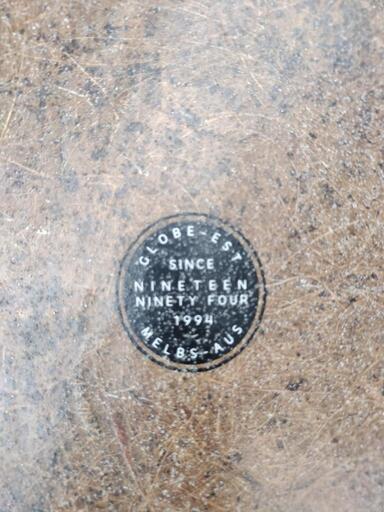 GLOBE-EST
SINCE
NINETEEN
NINETY FOUR
1994
MELBS-AUS